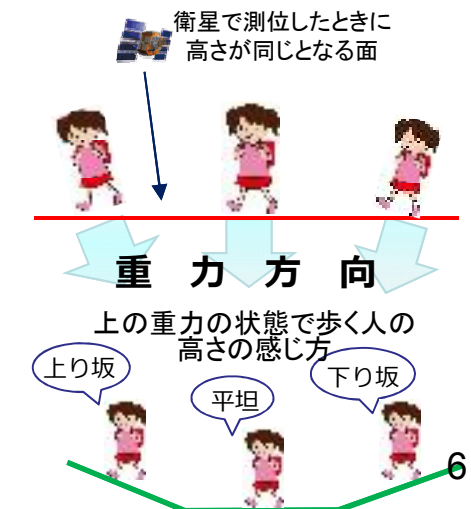 衛星で測位したときに
高さが同じとなる面
重力方向
上の重力の状態で歩く人の
高さの感じ方
上り坂
平坦
下り坂
6